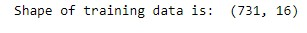 Shape of training data is:  (731, 16)